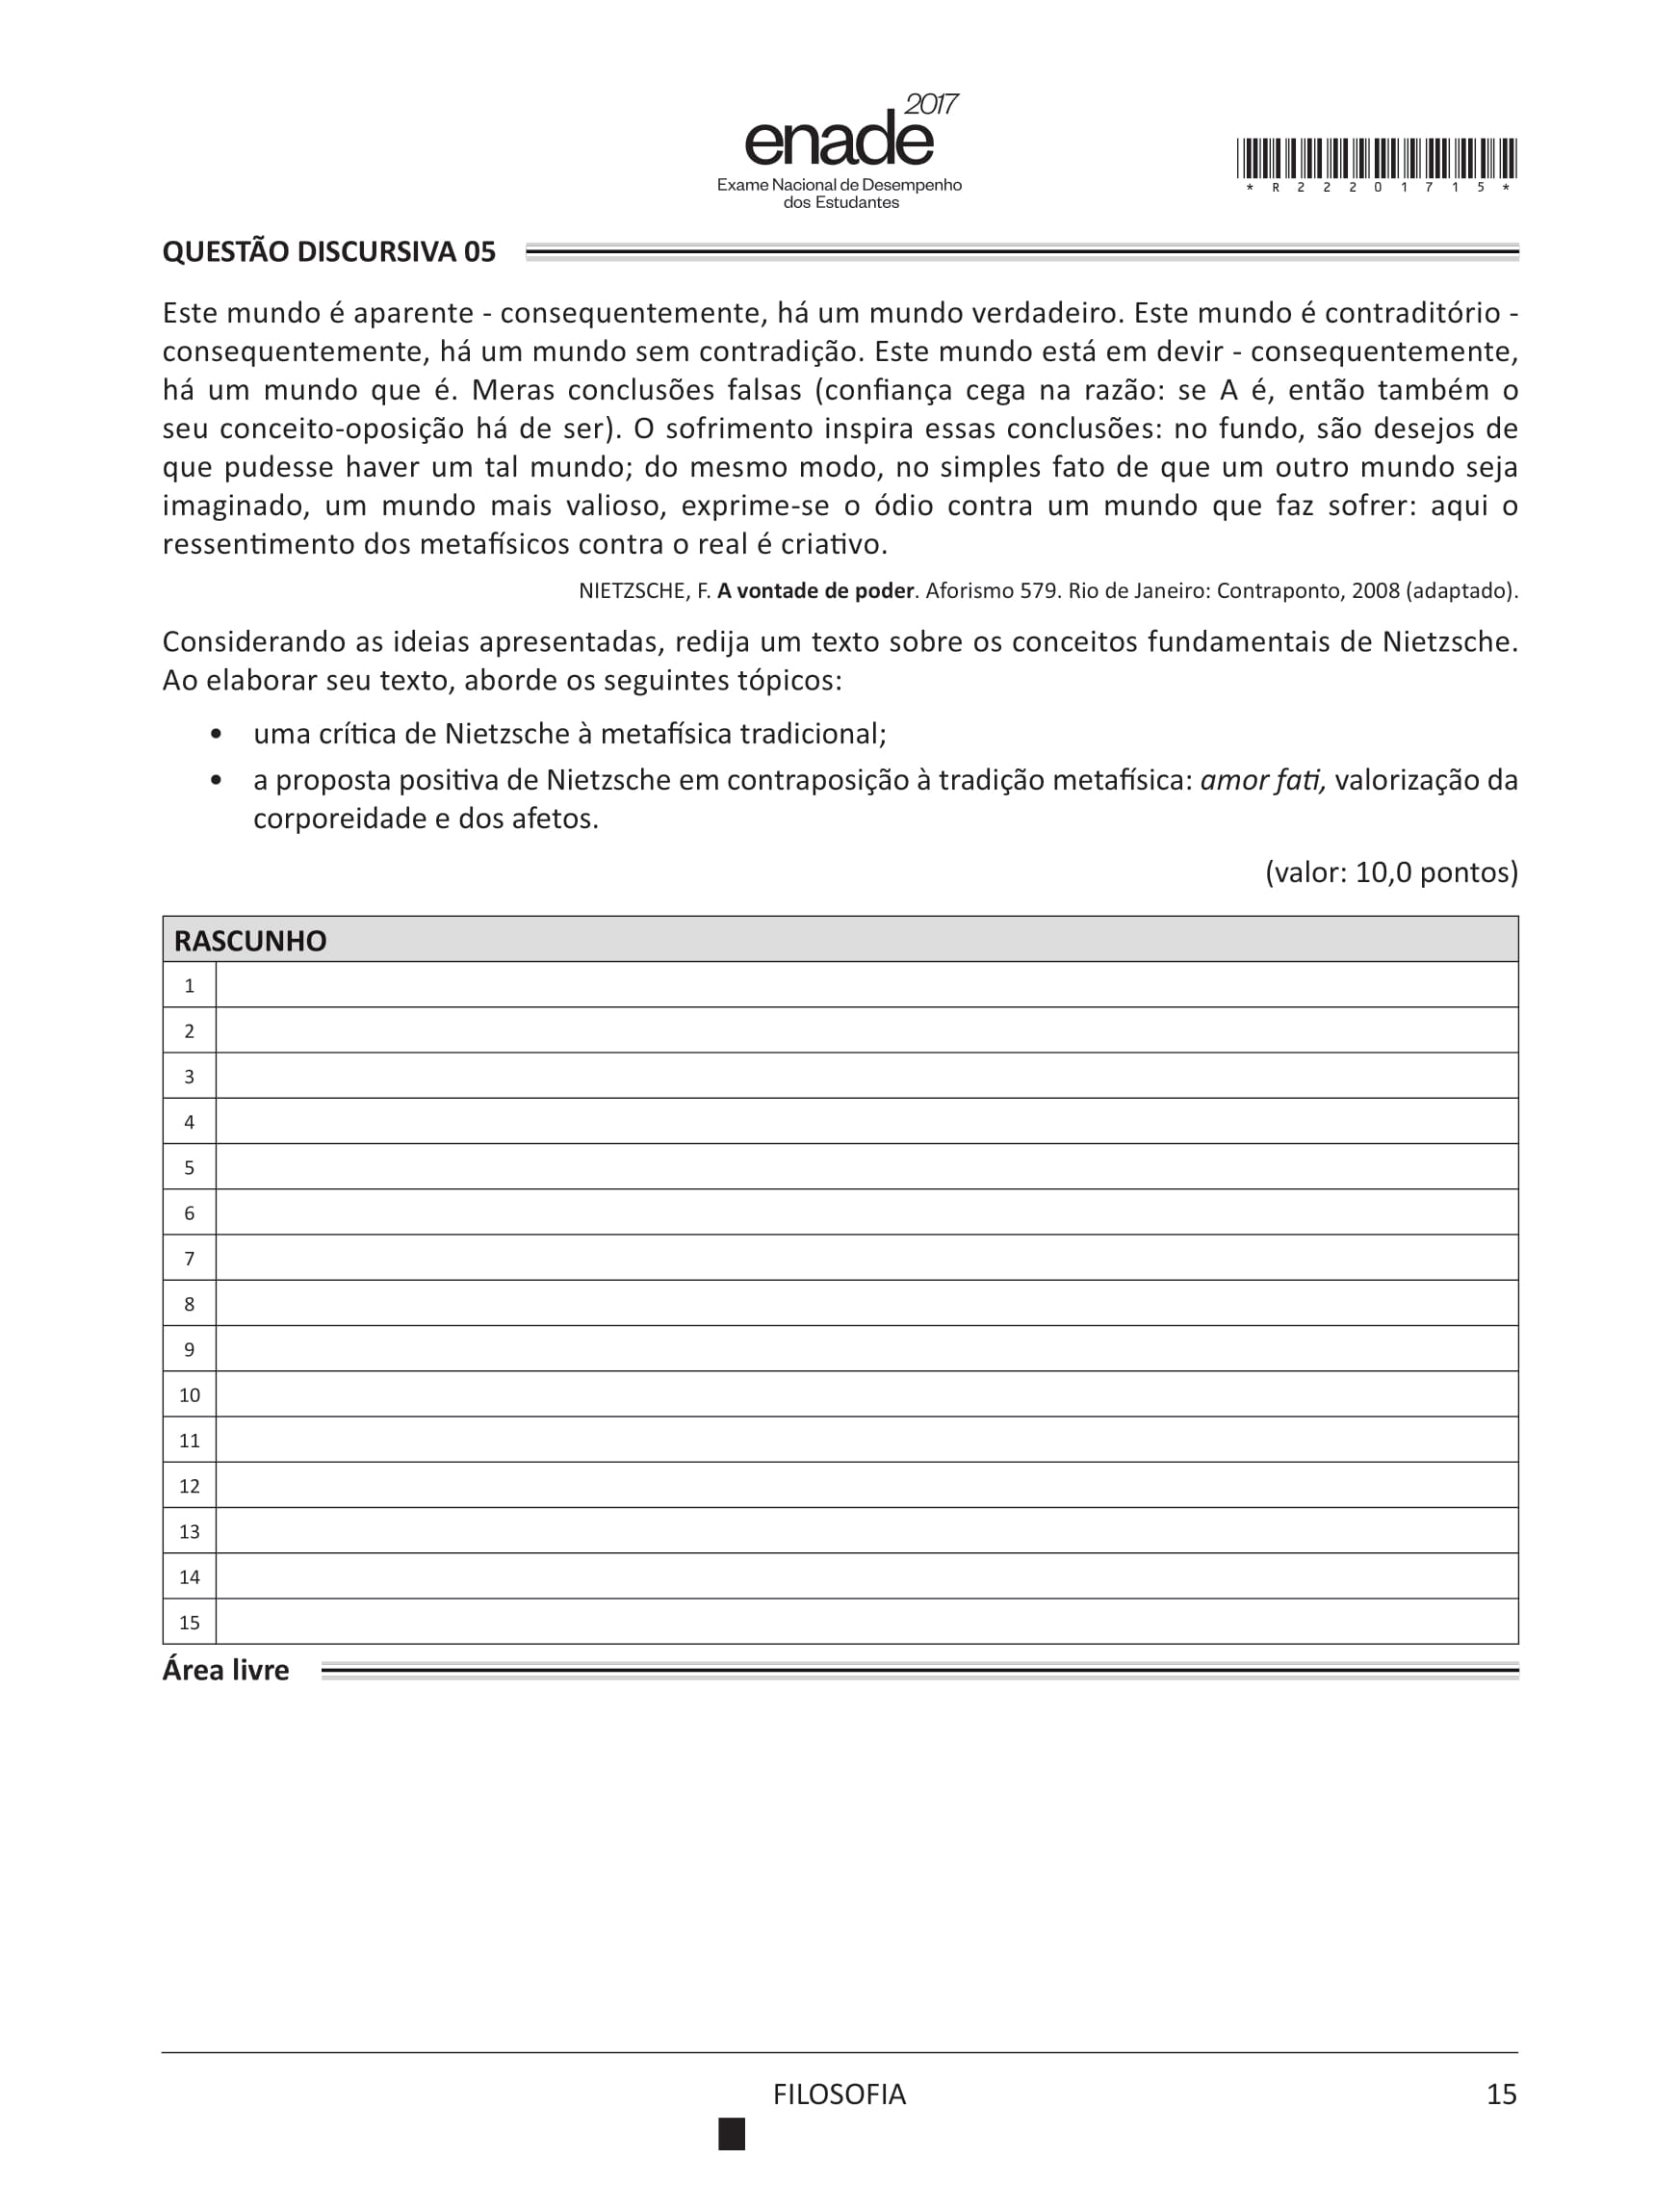 2017
enade
Exame Nacional de Desempenho
dos Estudantes
* R 2 2 2 0 1 7 1 5 *
QUESTÃO DISCURSIVA 05
Este mundo é aparente - consequentemente, há um mundo verdadeiro. Este mundo é contraditório -
consequentemente, há um mundo sem contradição. Este mundo está em devir - consequentemente,
há um mundo que é. Meras conclusões falsas (confiança cega na razão: se A é, então também o
seu conceito-oposição há de ser). O sofrimento inspira essas conclusões: no fundo, são desejos de
que pudesse haver um tal mundo; do mesmo modo, no simples fato de que um outro mundo seja
imaginado, um mundo mais valioso, exprime-se o ódio contra um mundo que faz sofrer: aqui o
ressentimento dos metafísicos contra o real é criativo.
NIETZSCHE, F. A vontade de poder. Aforismo 579. Rio de Janeiro: Contraponto, 2008 (adaptado).
Considerando as ideias apresentadas, redija um texto sobre os conceitos fundamentais de Nietzsche.
Ao elaborar seu texto, aborde os seguintes tópicos:
• uma crítica de Nietzsche à metafísica tradicional;
• a proposta positiva de Nietzsche em contraposição à tradição metafísica: amor fati, valorização da
corporeidade e dos afetos.
(valor: 10,0 pontos)
RASCUNHO
1
2
3
4
5
6
7
8
9
10
11
12
13
14
15
Área livre
FILOSOFIA 15